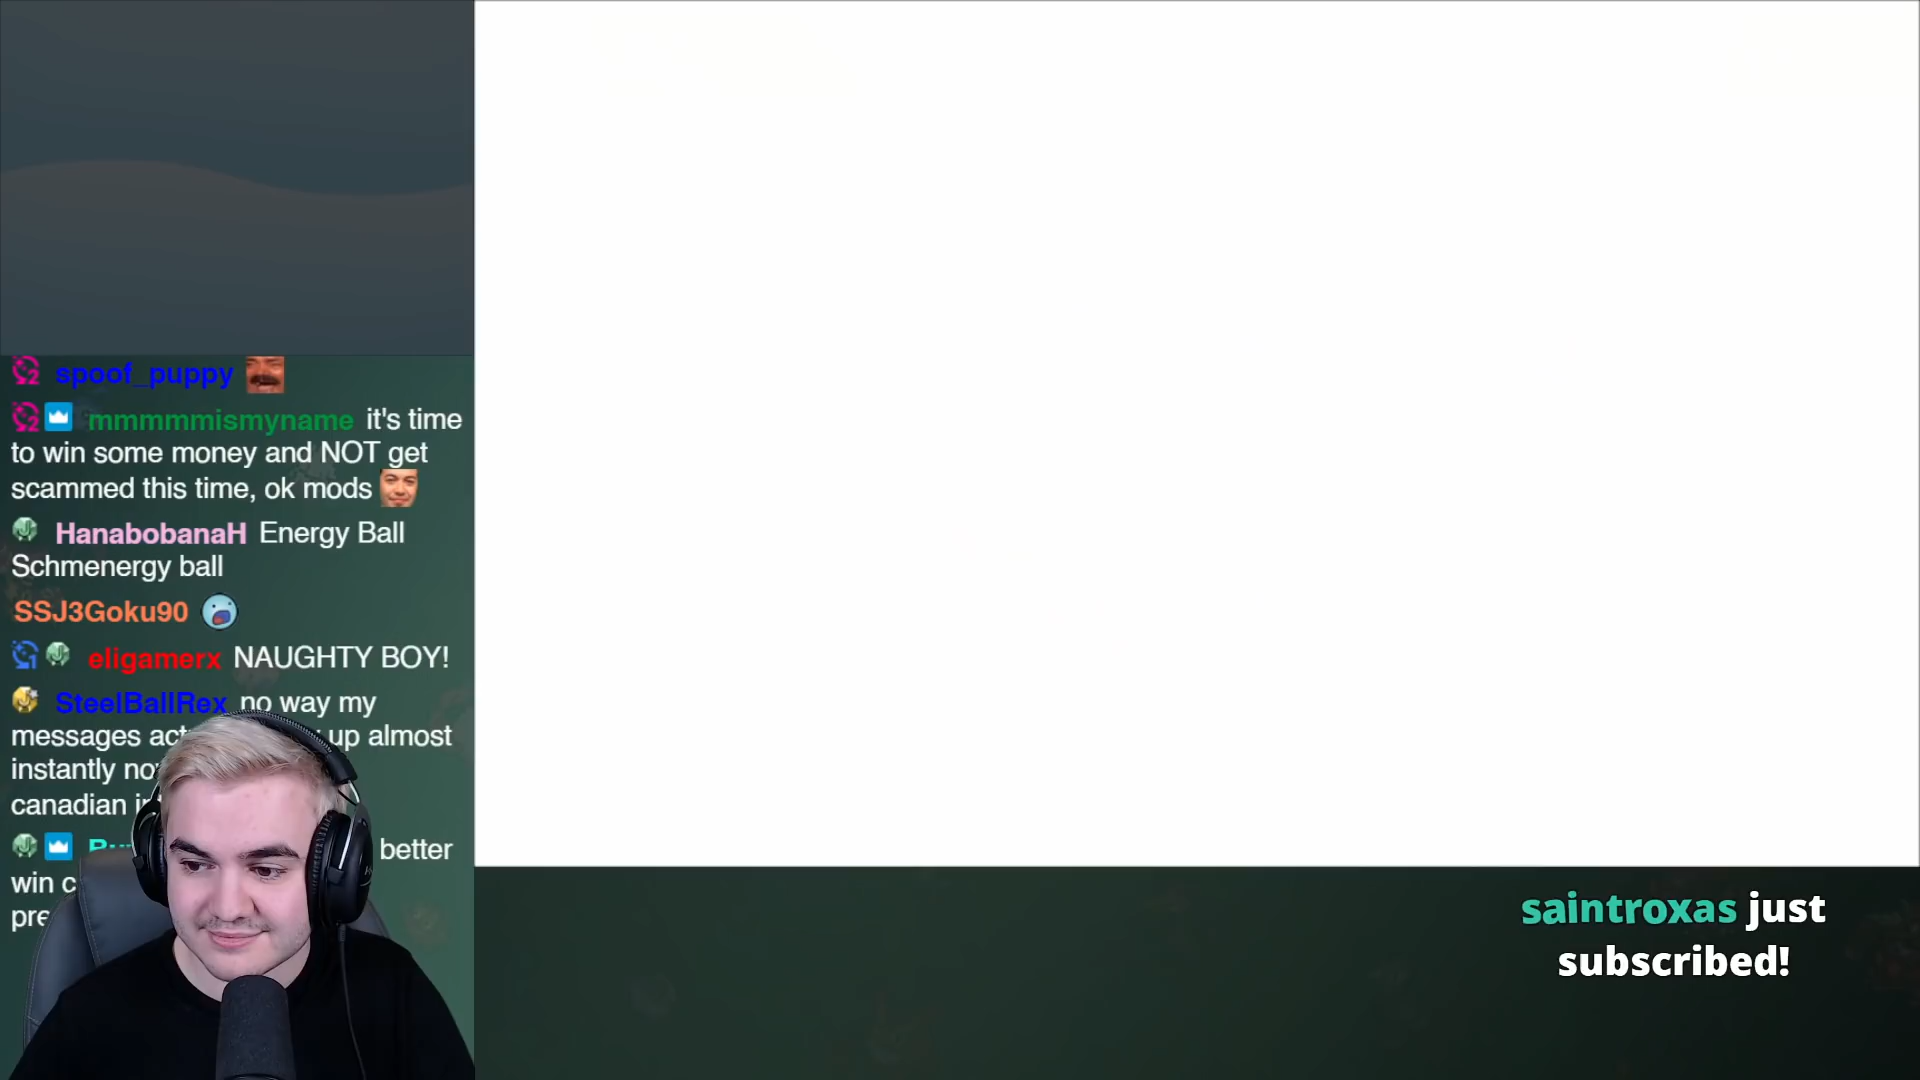 spoof_puppy
mmmmmismyname it's time
to win some money and NOT get
scammed this time, ok mods
HanabobanaH Energy Ball
Schmenergy ball
SSJ3Goku90
eligamerx NAUGHTY BOY!
SteelBallRex no way my
messages up almost
instantly
canadian
better
win
saintroxas just
subscribed!